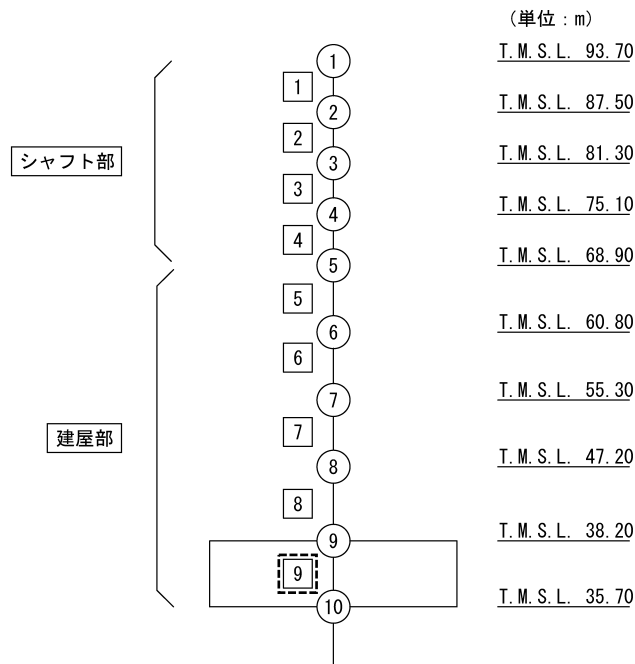 (単位:m)
① T.M.S.L. 93.70
1
② T.M.S.L. 87.50
2
シャフト部 ③ T.M.S.L. 81.30
3
④ T.M.S.L. 75.10
4
⑤ T.M.S.L. 68.90
5
⑥ T.M.S.L. 60.80
6
⑦ T.M.S.L. 55.30
建屋部 7
⑧ T.M.S.L. 47.20
8
⑨ T.M.S.L. 38.20
9
⑩ T.M.S.L. 35.70